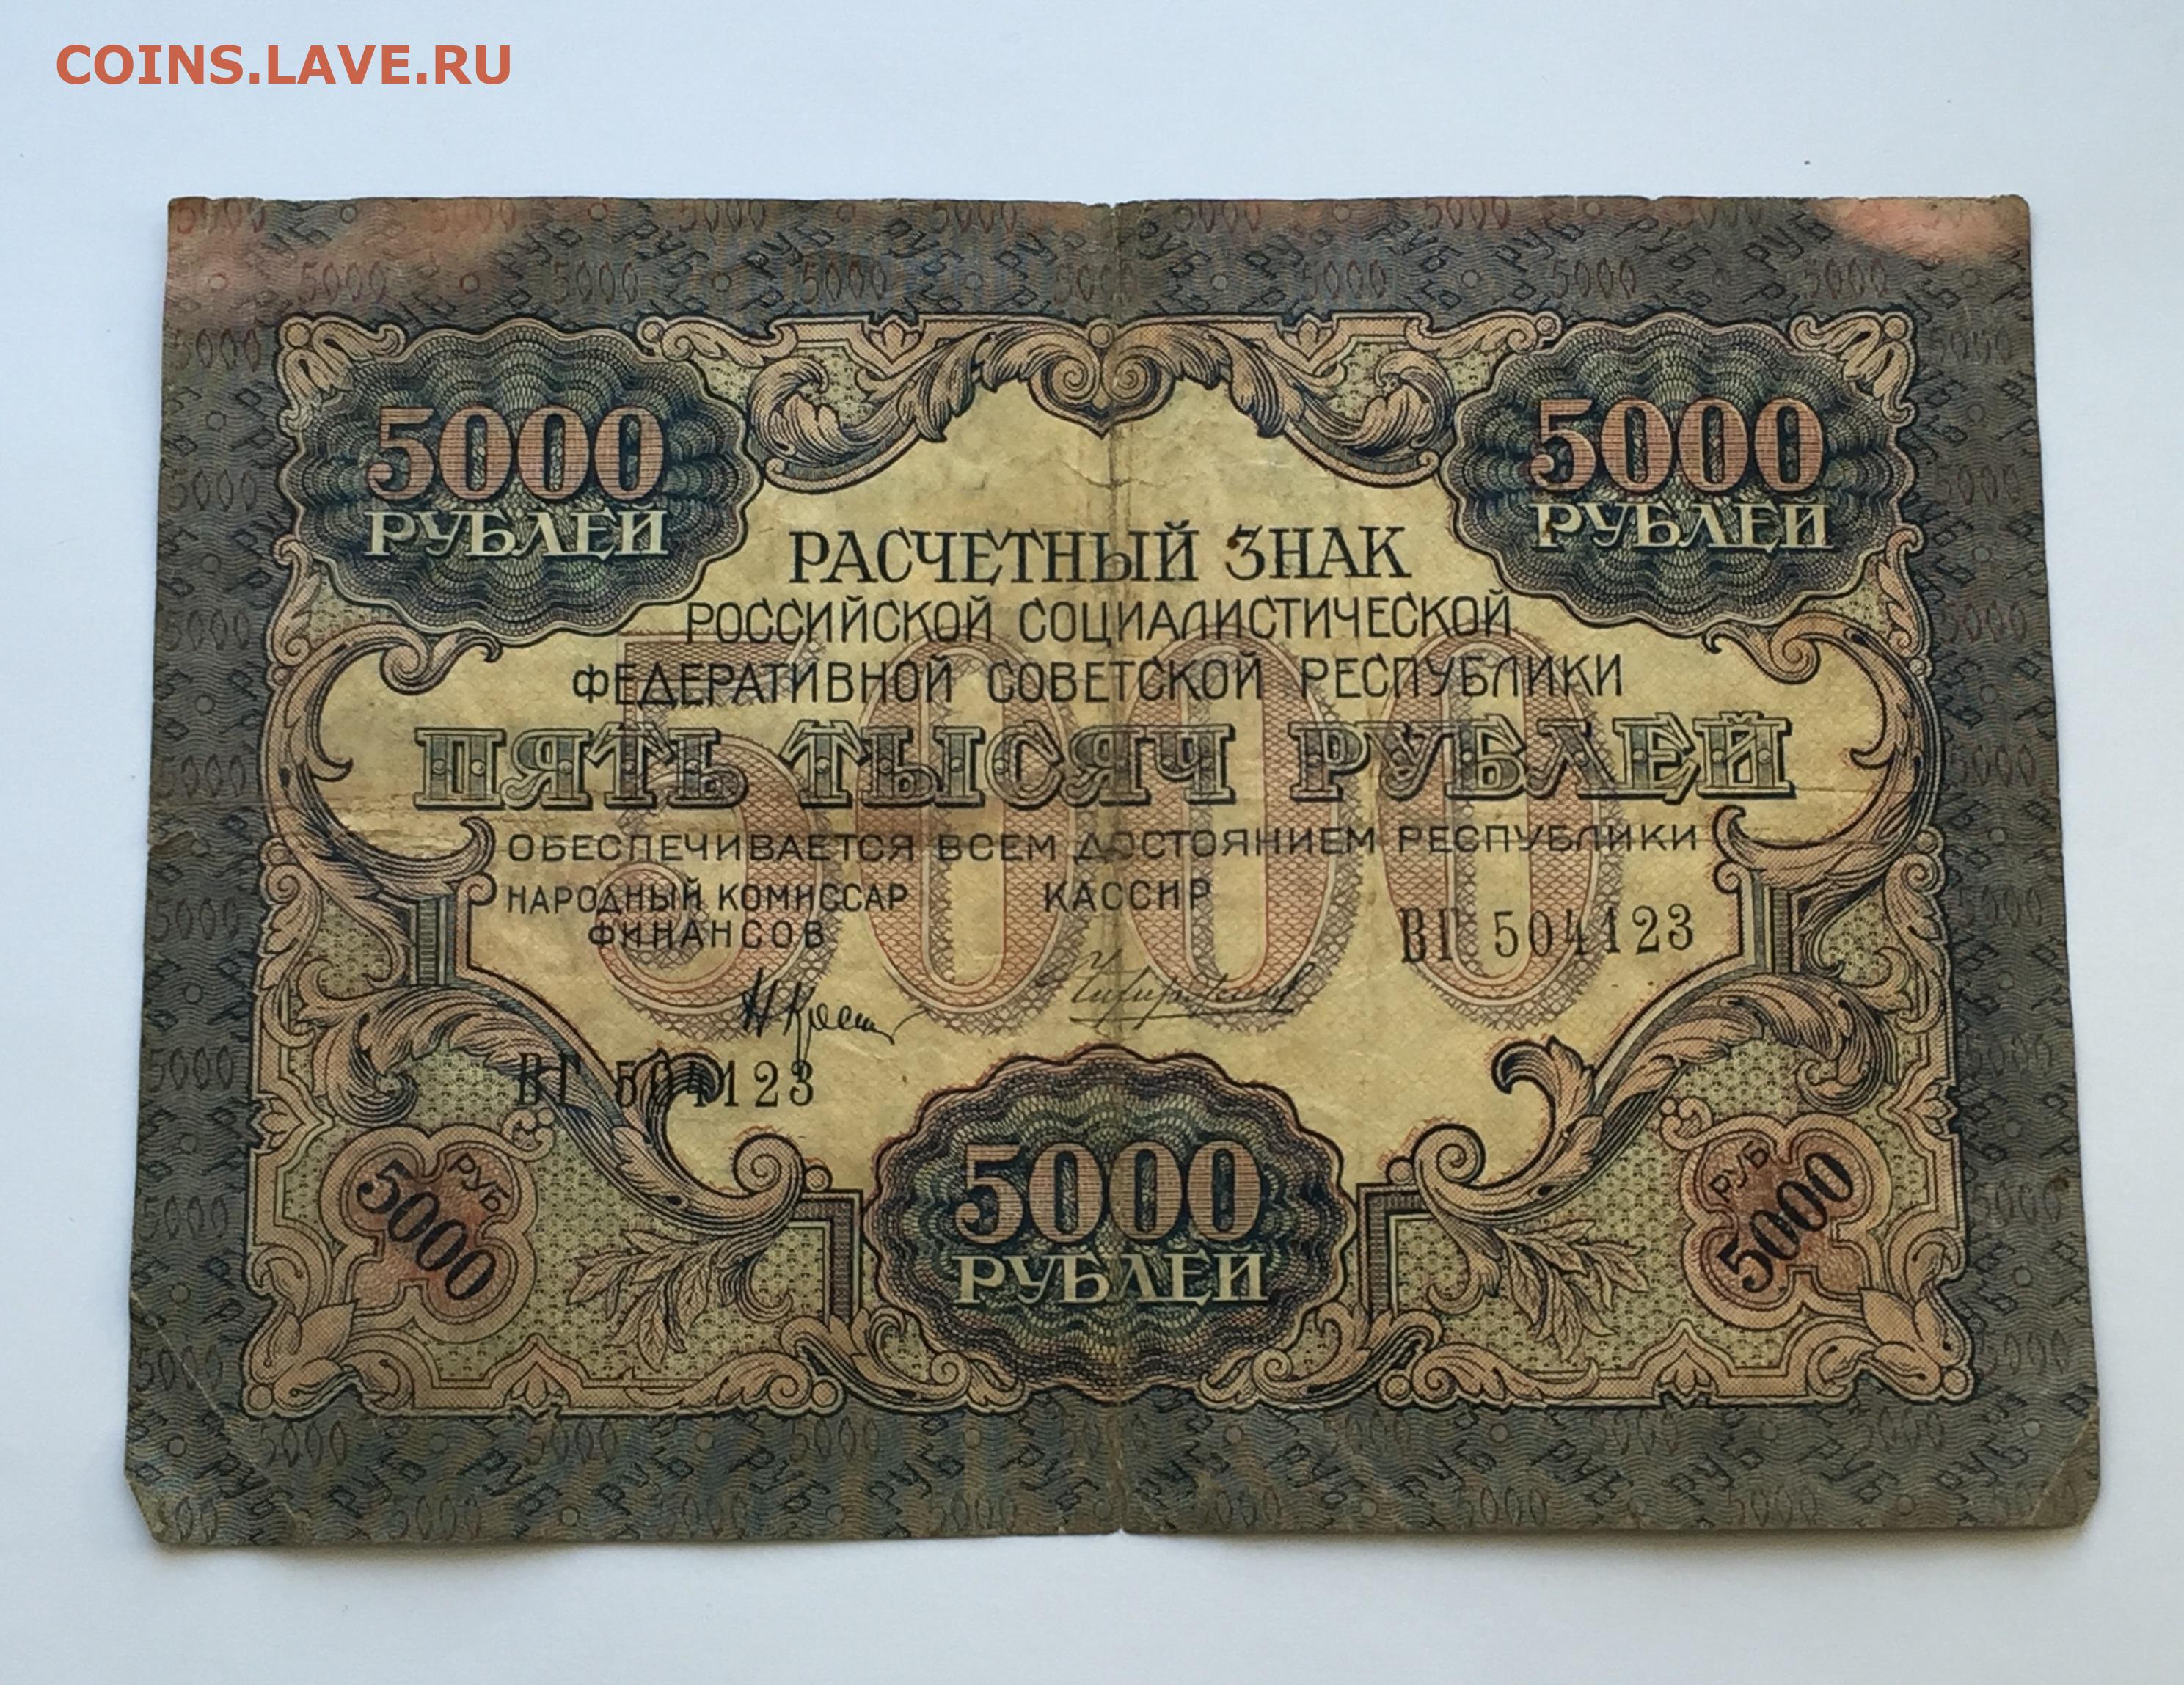 COINS.LAVE.RU
5000
РУБЛЕЙ
5000
РУБЛЕЙ
РАСЧЕТНЫЙ ЗНАК
РОССИЙСКОЙ СОЦИАЛИСТИЧЕСКОЙ
ФЕДЕРАТИВНОЙ СОВЕТСКОЙ РЕСПУБЛИКИ
5000
ПЯТЬ ТЫСЯЧ РУБЛЕЙ
ОБЕСПЕЧИВАЕТСЯ ВСЕМ ДОСТОЯНИЕМ РЕСПУБЛИКИ
НАРОДНЫЙ КОМИССАР
ФИНАНСОВ
КАССИР
ВГ 504123
ВГ 504123
РУБ
5000
5000
РУБЛЕЙ
РУБ
5000